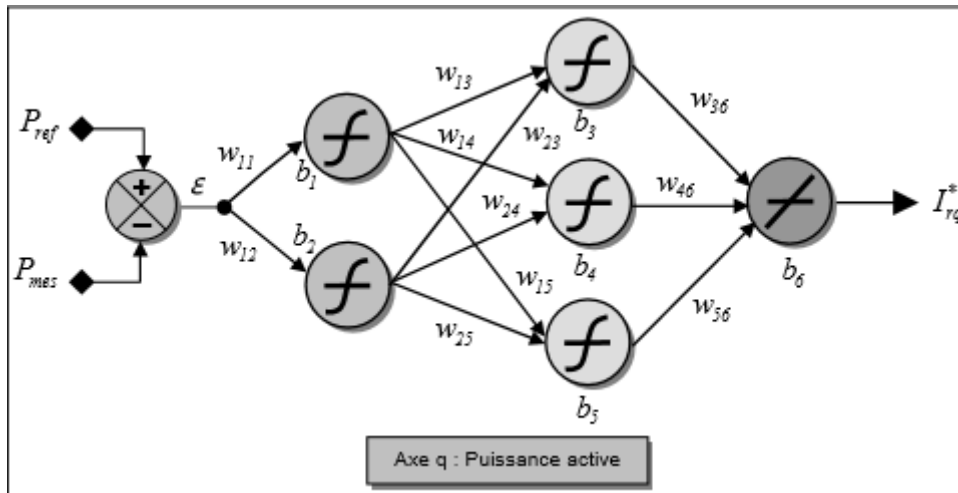 P_ref
P_mes
+
−
ε
w_11
w_12
b_1
b_2
w_13
w_14
w_23
w_24
w_15
w_25
b_3
b_4
b_5
w_36
w_46
w_56
b_6
I*_rq
Axe q : Puissance active